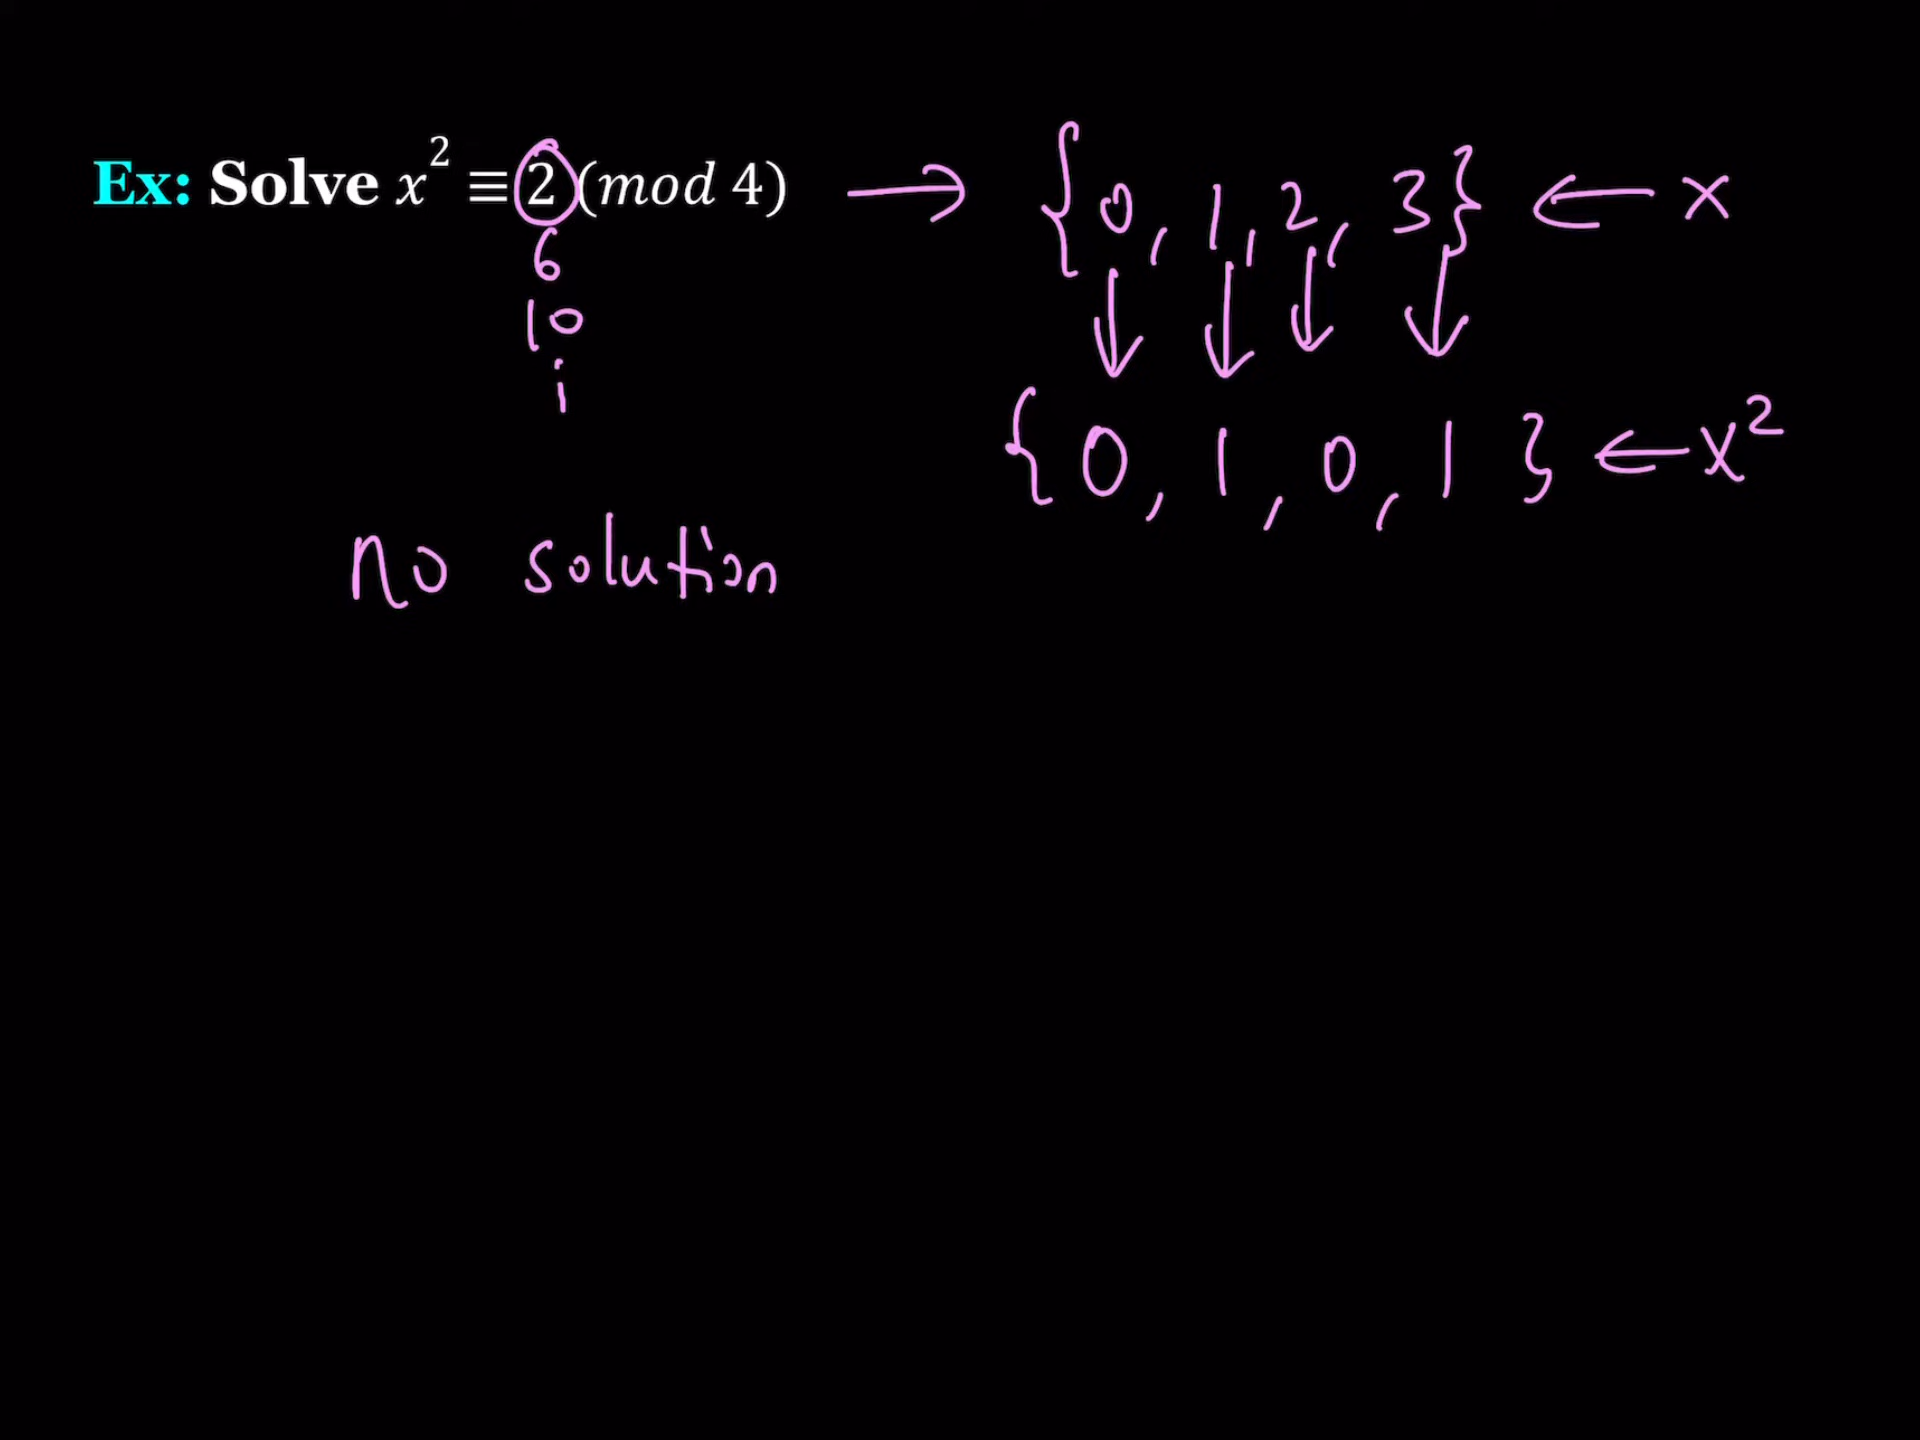 Ex: Solve x² ≡ 2 (mod 4) → {0, 1, 2, 3} ← x
6
10
⋮
{0, 1, 0, 1} ← x²
no solution